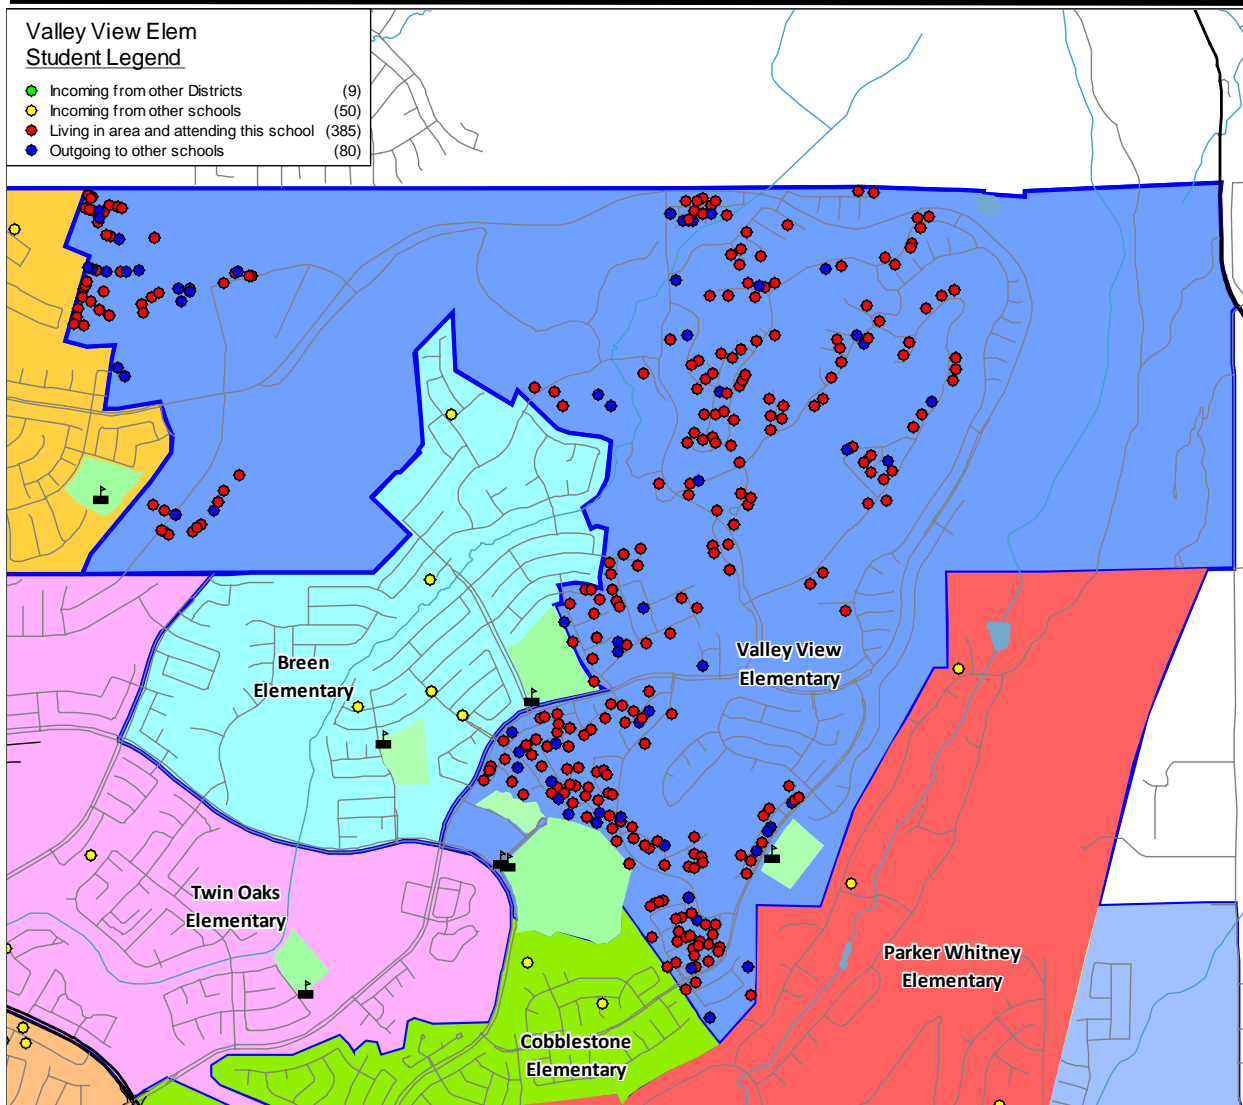 Valley View Elem
Student Legend
Incoming from other Districts (9)
Incoming from other schools (50)
Living in area and attending this school (385)
Outgoing to other schools (80)
Breen
Elementary
Valley View
Elementary
Twin Oaks
Elementary
Parker Whitney
Elementary
Cobblestone
Elementary